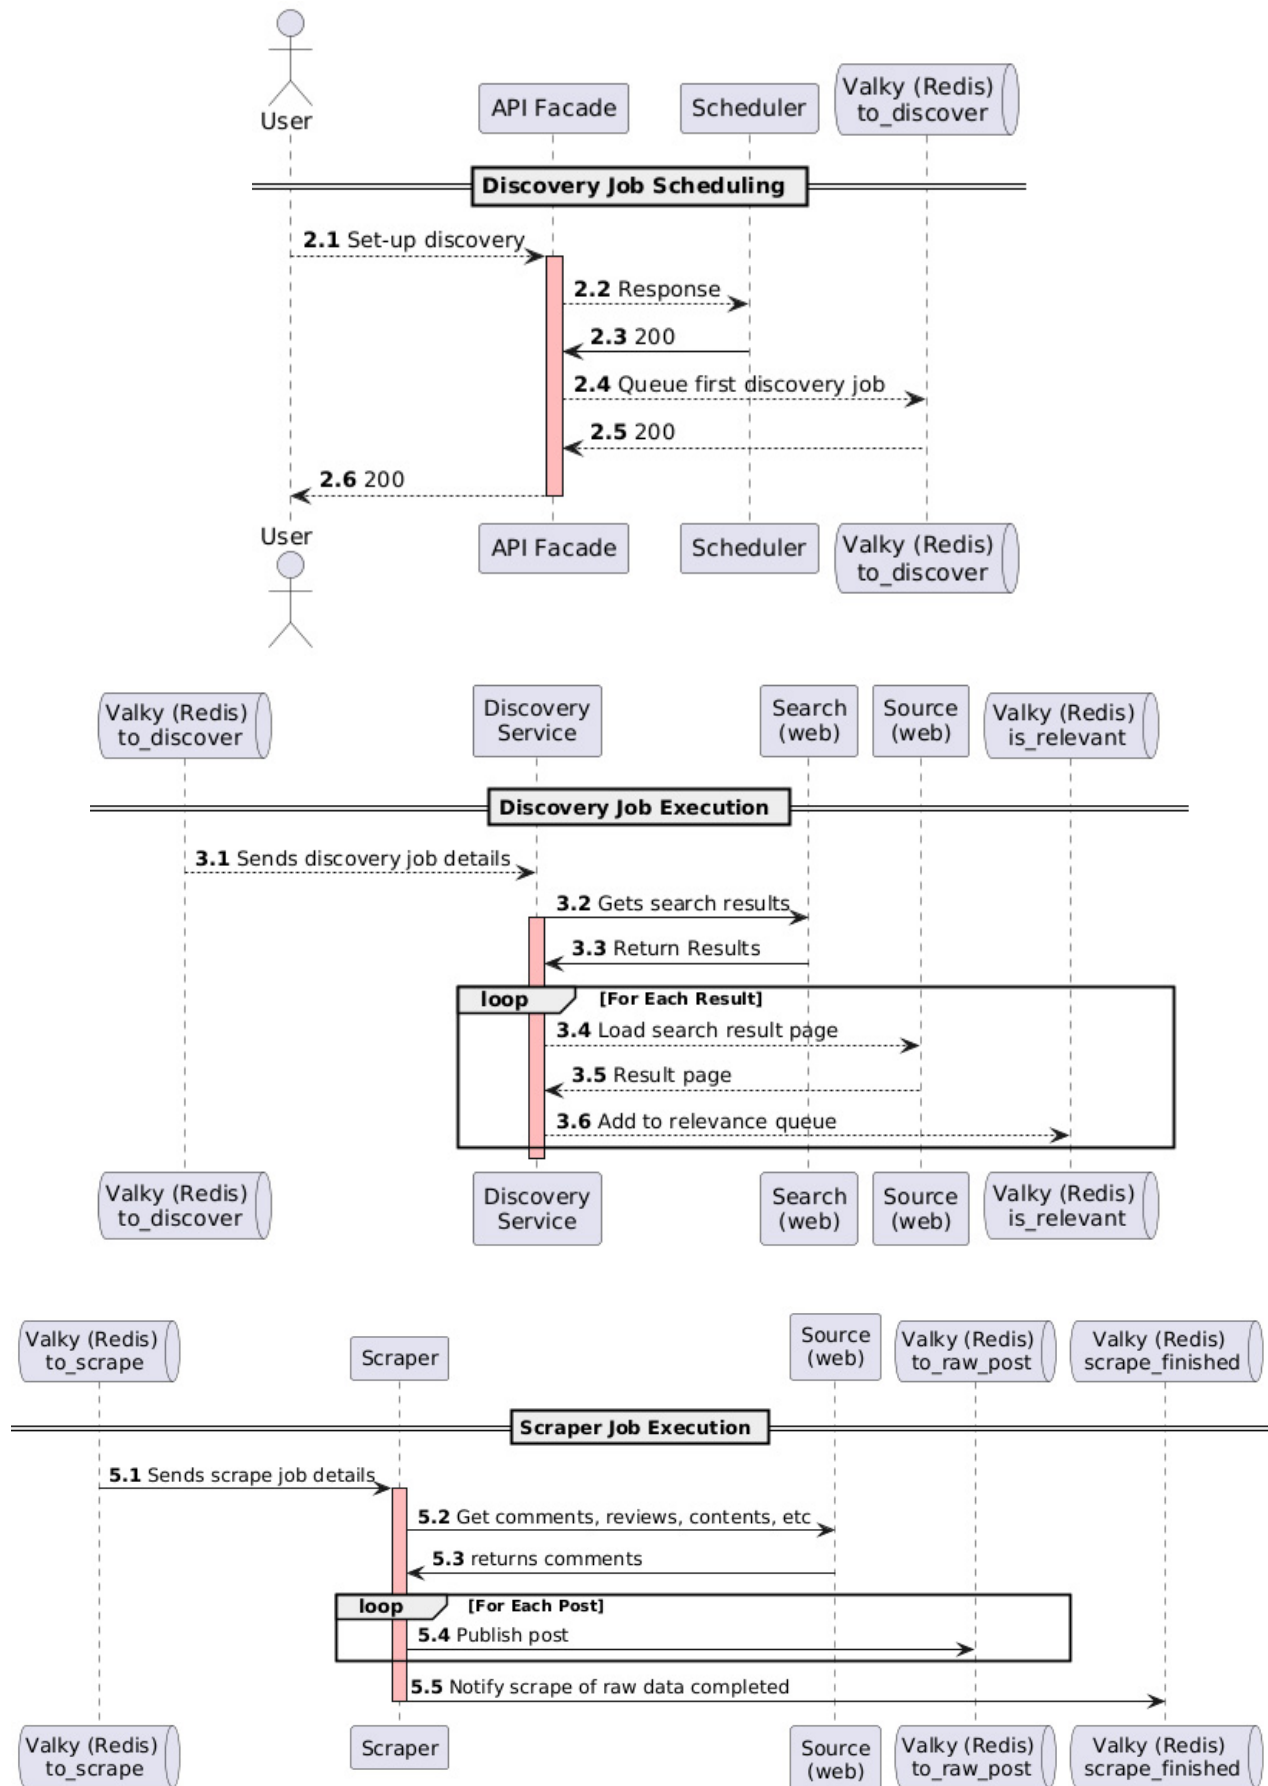 User
API Facade
Scheduler
Valky (Redis)
to_discover
Discovery Job Scheduling
2.1 Set-up discovery
2.2 Response
2.3 200
2.4 Queue first discovery job
2.5 200
2.6 200
User
API Facade
Scheduler
Valky (Redis)
to_discover
Valky (Redis)
to_discover
Discovery
Service
Search
(web)
Source
(web)
Valky (Redis)
is_relevant
Discovery Job Execution
3.1 Sends discovery job details
3.2 Gets search results
3.3 Return Results
loop [For Each Result]
3.4 Load search result page
3.5 Result page
3.6 Add to relevance queue
Valky (Redis)
to_discover
Discovery
Service
Search
(web)
Source
(web)
Valky (Redis)
is_relevant
Valky (Redis)
to_scrape
Scraper
Source
(web)
Valky (Redis)
to_raw_post
Valky (Redis)
scrape_finished
Scraper Job Execution
5.1 Sends scrape job details
5.2 Get comments, reviews, contents, etc
5.3 returns comments
loop [For Each Post]
5.4 Publish post
5.5 Notify scrape of raw data completed
Valky (Redis)
to_scrape
Scraper
Source
(web)
Valky (Redis)
to_raw_post
Valky (Redis)
scrape_finished